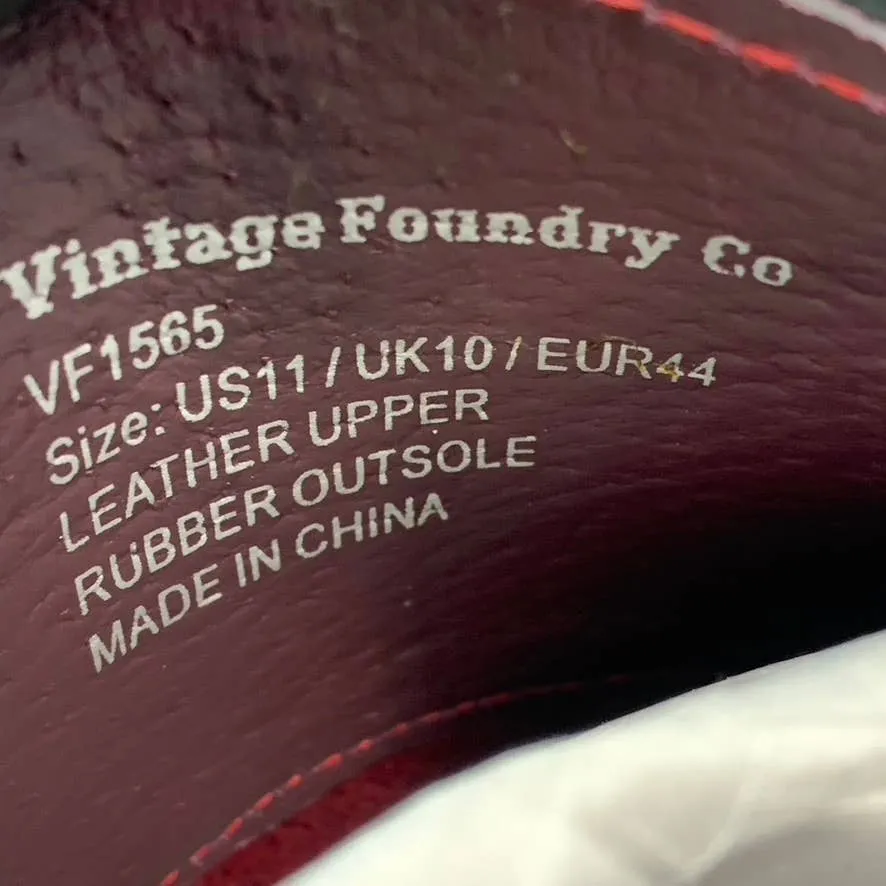 Vintage Foundry Co
VF1565
Size: US11 / UK10 / EUR44
LEATHER UPPER
RUBBER OUTSOLE
MADE IN CHINA